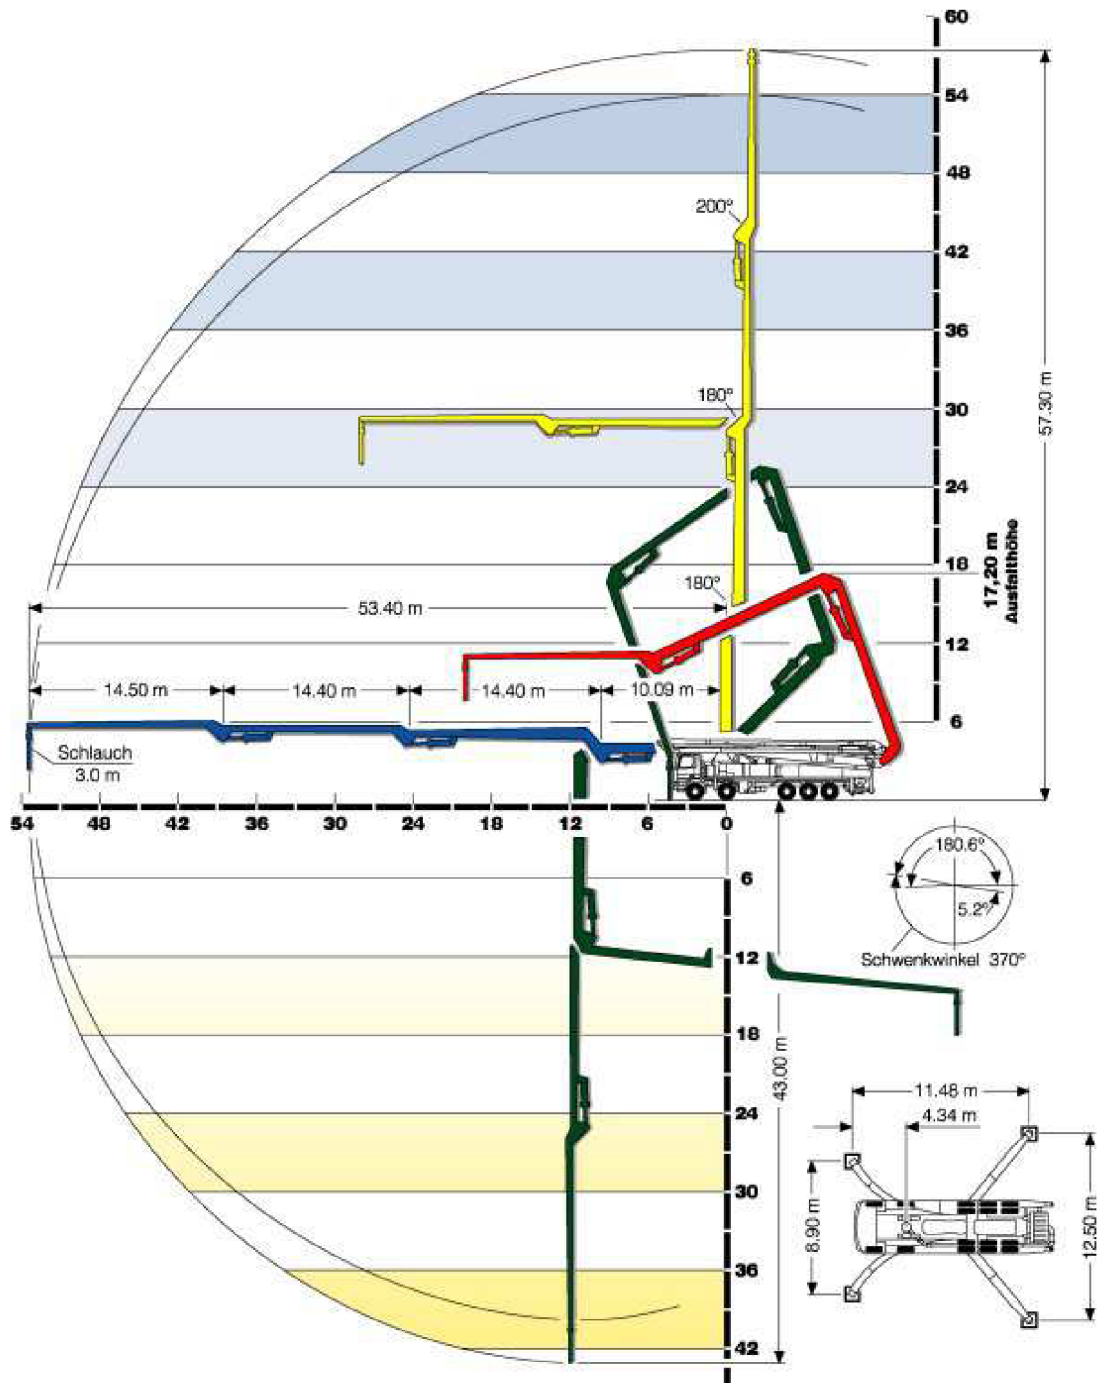 60
54
48
200°
42
36
57.30 m
180°
30
24
17,20 m
Ausfalthöhe
18
180°
53.40 m
12
14.50 m
14.40 m
14.40 m
10.09 m
6
Schlauch
3.0 m
54
48
42
36
30
24
18
12
6
0
180.6°
6
5.2°
12
Schwenkwinkel 370°
18
43.00 m
11.48 m
24
4.34 m
30
8.90 m
12.50 m
36
42